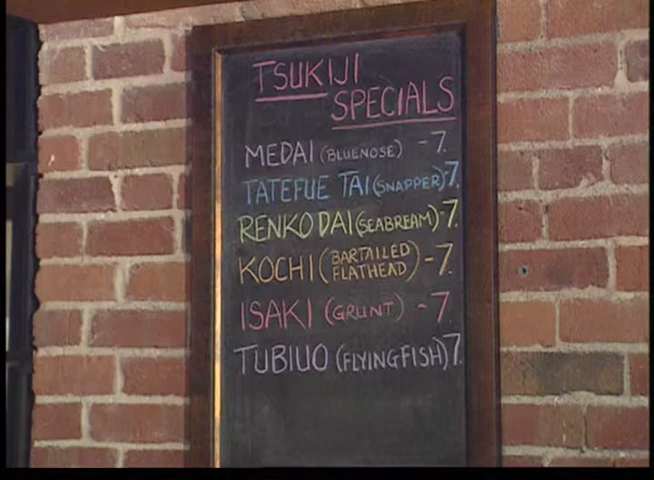 TSUKIJI
SPECIALS
MEDAI (BLUENOSE) - 7.
TATEFUE TAI (SNAPPER) 7.
RENKO DAI (SEABREAM) - 7.
KOCHI (BARTAILED FLATHEAD) - 7.
ISAKI (GRUNT) - 7.
TUBIUO (FLYINGFISH) 7.